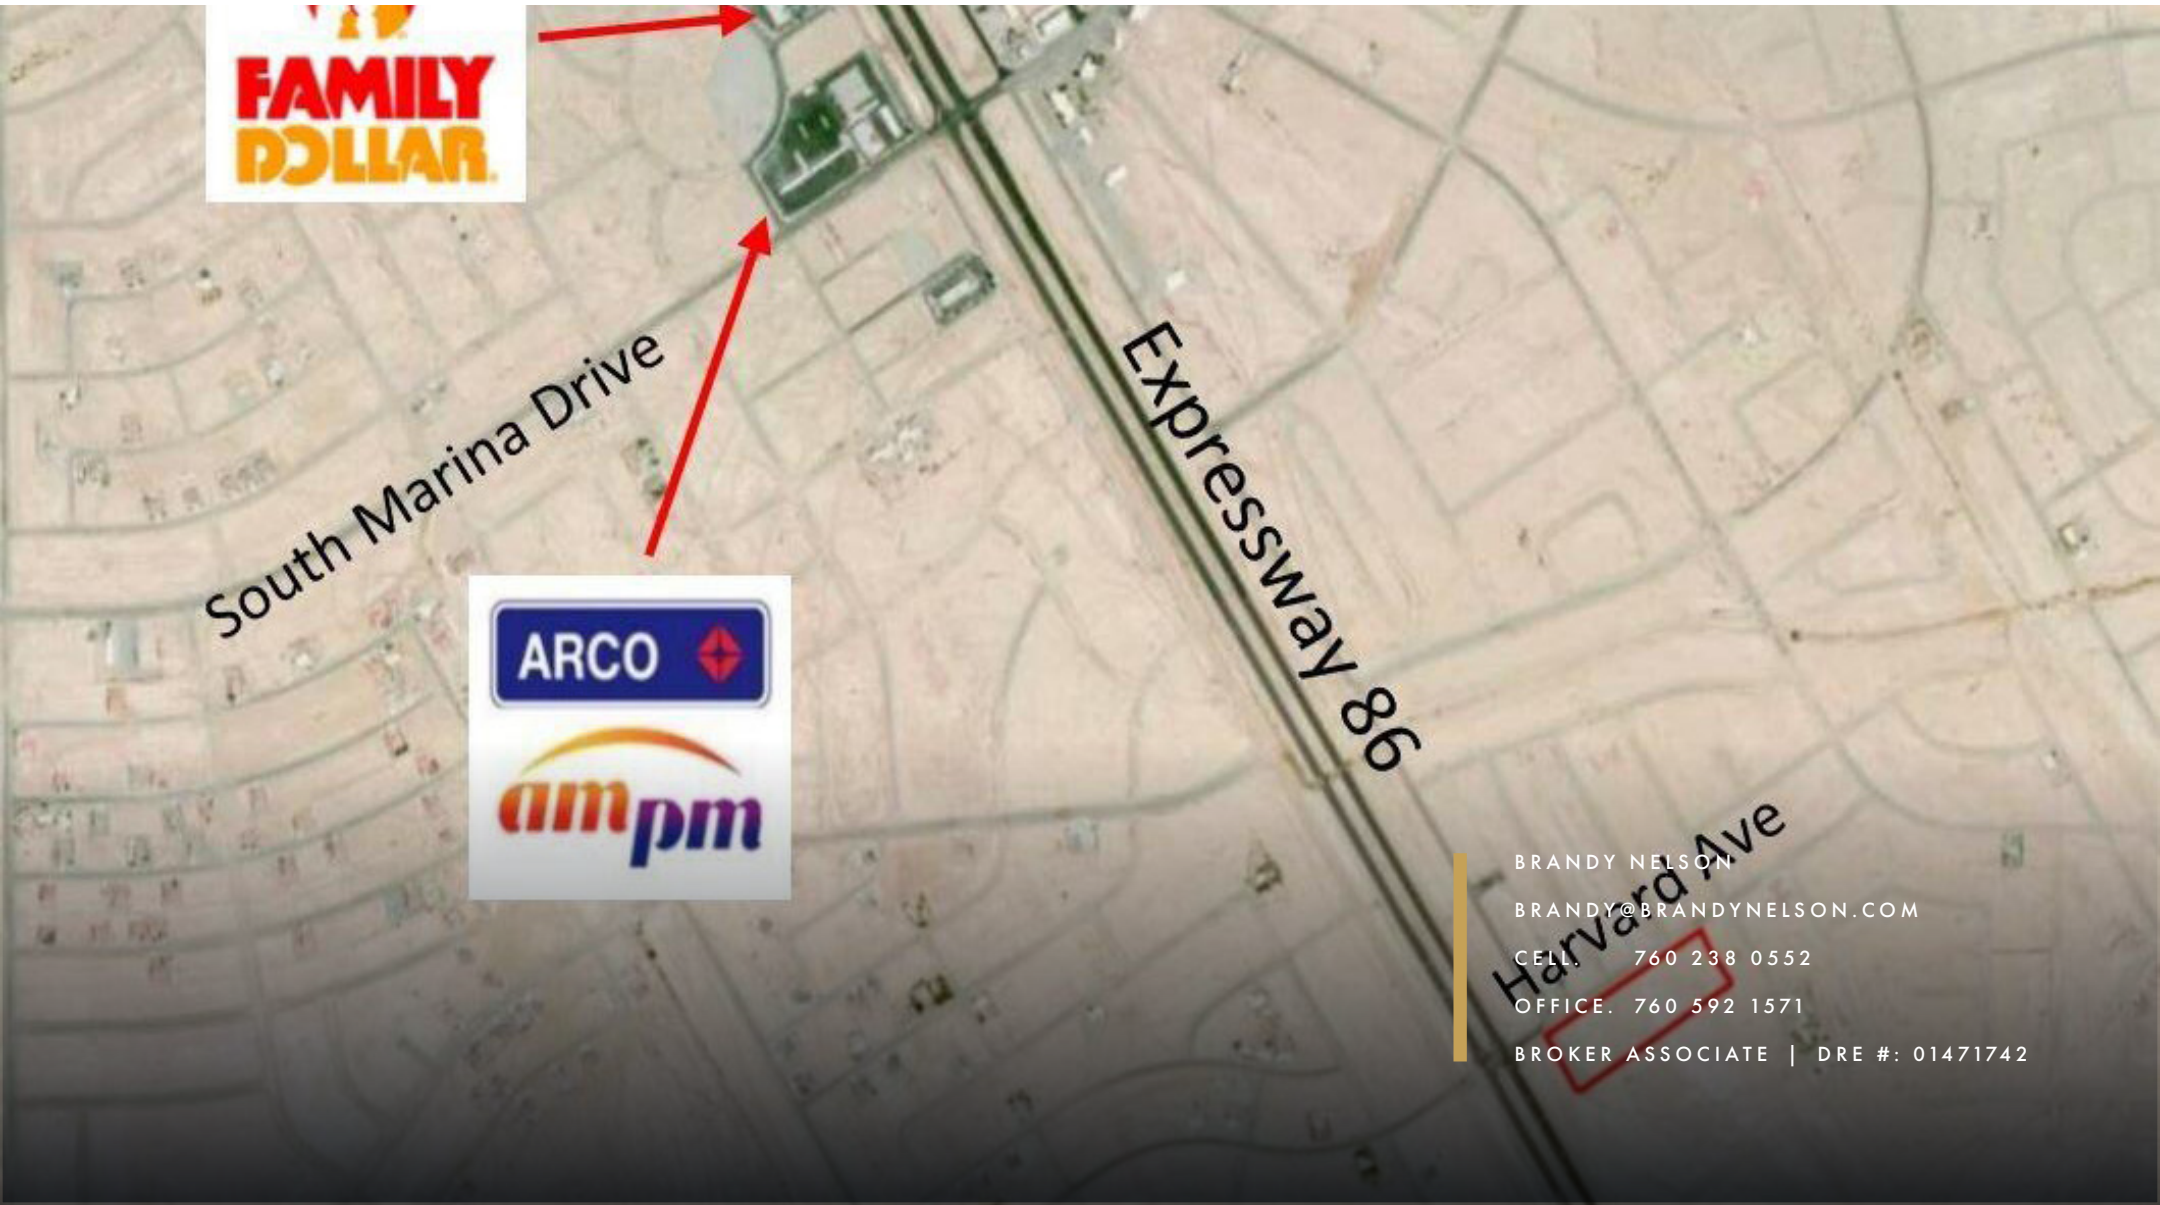 FAMILY
DOLLAR
South Marina Drive
Expressway 86
ARCO
ampm
Harvard Ave
BRANDY NELSON
BRANDY@BRANDYNELSON.COM
CELL. 760 238 0552
OFFICE. 760 592 1571
BROKER ASSOCIATE | DRE #: 01471742